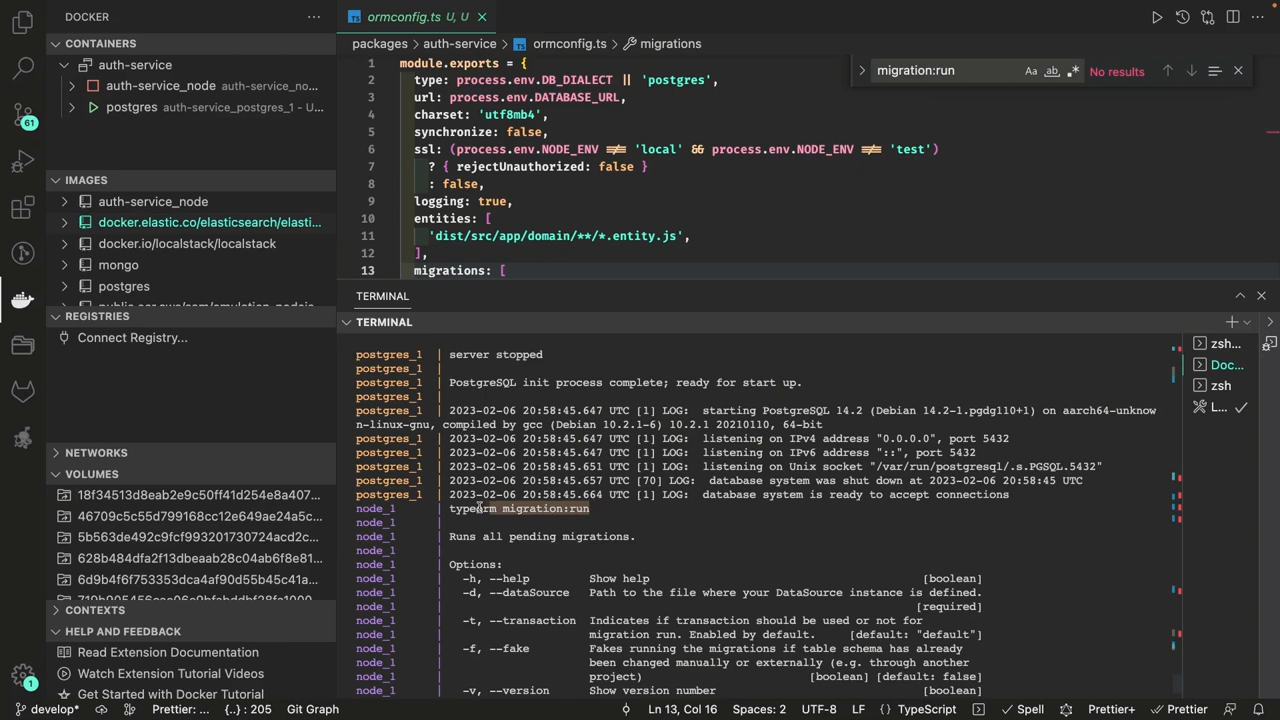 DOCKER
CONTAINERS
auth-service
auth-service_node auth-service_no...
postgres auth-service_postgres_1 - U...
61
IMAGES
auth-service_node
docker.elastic.co/elasticsearch/elasti...
docker.io/localstack/localstack
mongo
postgres
REGISTRIES
Connect Registry...
NETWORKS
VOLUMES
18f34513d8eab2e9c50ff41d254e8a407...
46709c5c55d799168cc12e24a3a6f5c6...
5b563de492c9fcf993201730724acd2c...
628b484dfa2f13dbeaab28c04ab6f6eb...
6d9b4f6f753353dca4af50d5d5b45c41...
CONTEXTS
HELP AND FEEDBACK
Read Extension Documentation
Watch Extension Tutorial Videos
Get Started with Docker Tutorial
1
ormconfig.ts U, U
packages > auth-service > ormconfig.ts > migrations
migration:run Aa ab No results
1 module.exports = {
2 type: process.env.DB_DIALECT || 'postgres',
3 url: process.env.DATABASE_URL,
4 charset: 'utf8mb4',
5 synchronize: false,
6 ssl: (process.env.NODE_ENV !== 'local' && process.env.NODE_ENV !== 'test')
7 ? { rejectUnauthorized: false }
8 : false,
9 logging: true,
10 entities: [
11 'dist/src/app/domain/**/*.entity.js',
12 ],
13 migrations: [
TERMINAL
TERMINAL
zsh...
Doc...
zsh
L...
postgres_1 | server stopped
postgres_1 |
postgres_1 | PostgreSQL init process complete; ready for start up.
postgres_1 |
postgres_1 | 2023-02-06 20:58:45.647 UTC [1] LOG: starting PostgreSQL 14.2 (Debian 14.2-1.pgdg110+1) on aarch64-unknow
n-linux-gnu, compiled by gcc (Debian 10.2.1-6) 10.2.1 20210110, 64-bit
postgres_1 | 2023-02-06 20:58:45.647 UTC [1] LOG: listening on IPv4 address "0.0.0.0", port 5432
postgres_1 | 2023-02-06 20:58:45.647 UTC [1] LOG: listening on IPv6 address "::", port 5432
postgres_1 | 2023-02-06 20:58:45.651 UTC [1] LOG: listening on Unix socket "/var/run/postgresql/.s.PGSQL.5432"
postgres_1 | 2023-02-06 20:58:45.657 UTC [70] LOG: database system was shut down at 2023-02-06 20:58:45 UTC
postgres_1 | 2023-02-06 20:58:45.664 UTC [1] LOG: database system is ready to accept connections
node_1 | typeorm migration:run
node_1 |
node_1 | Runs all pending migrations.
node_1 |
node_1 | Options:
node_1 | -h, --help Show help [boolean]
node_1 | -d, --dataSource Path to the file where your DataSource instance is defined.
node_1 | [required]
node_1 | -t, --transaction Indicates if transaction should be used or not for
node_1 | migration run. Enabled by default. [default: "default"]
node_1 | -f, --fake Fakes running the migrations if table schema has already
node_1 | been changed manually or externally (e.g. through another
node_1 | project) [boolean] [default: false]
node_1 | -v, --version Show version number [boolean]
develop* Prettier: ... {..} : 205 Git Graph Ln 13, Col 16 Spaces: 2 UTF-8 LF {} TypeScript Spell Prettier+ Prettier